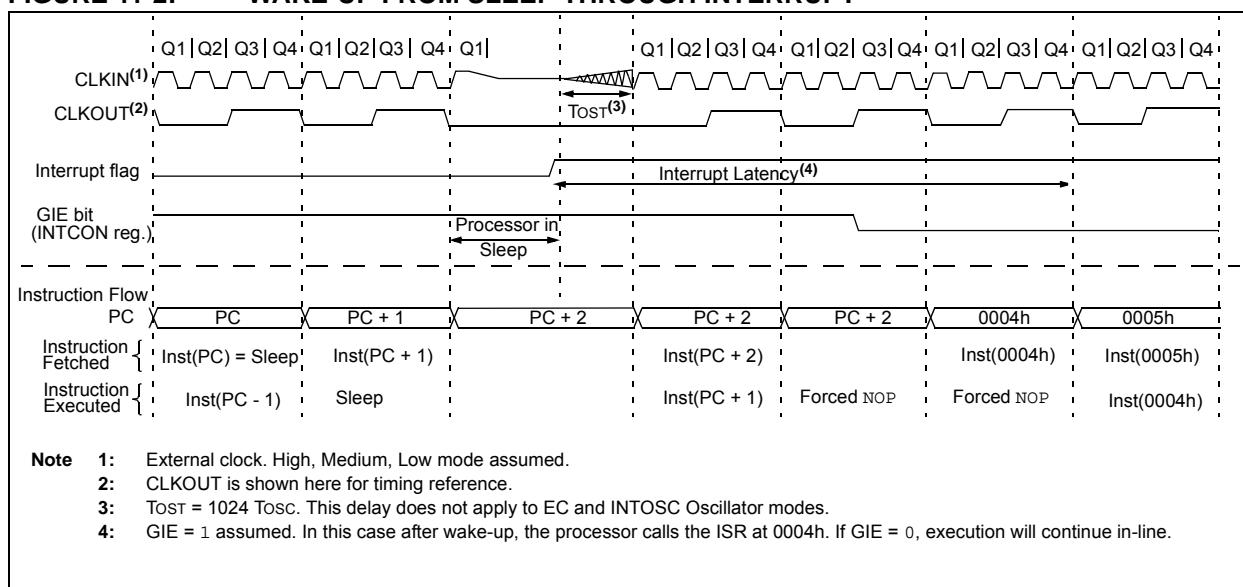 Q1 Q2 Q3 Q4 Q1 Q2 Q3 Q4 Q1 Q1 Q2 Q3 Q4 Q1 Q2 Q3 Q4 Q1 Q2 Q3 Q4 Q1 Q2 Q3 Q4
CLKIN(1)
CLKOUT(2)
TOST(3)
Interrupt flag
Interrupt Latency(4)
GIE bit
(INTCON reg.)
Processor in
Sleep
Instruction Flow
PC PC PC + 1 PC + 2 PC + 2 PC + 2 0004h 0005h
Instruction
Fetched
Inst(PC) = Sleep Inst(PC + 1) Inst(PC + 2) Inst(0004h) Inst(0005h)
Instruction
Executed
Inst(PC - 1) Sleep Inst(PC + 1) Forced NOP Forced NOP Inst(0004h)
Note 1: External clock. High, Medium, Low mode assumed.
2: CLKOUT is shown here for timing reference.
3: TOST = 1024 TOSC. This delay does not apply to EC and INTOSC Oscillator modes.
4: GIE = 1 assumed. In this case after wake-up, the processor calls the ISR at 0004h. If GIE = 0, execution will continue in-line.